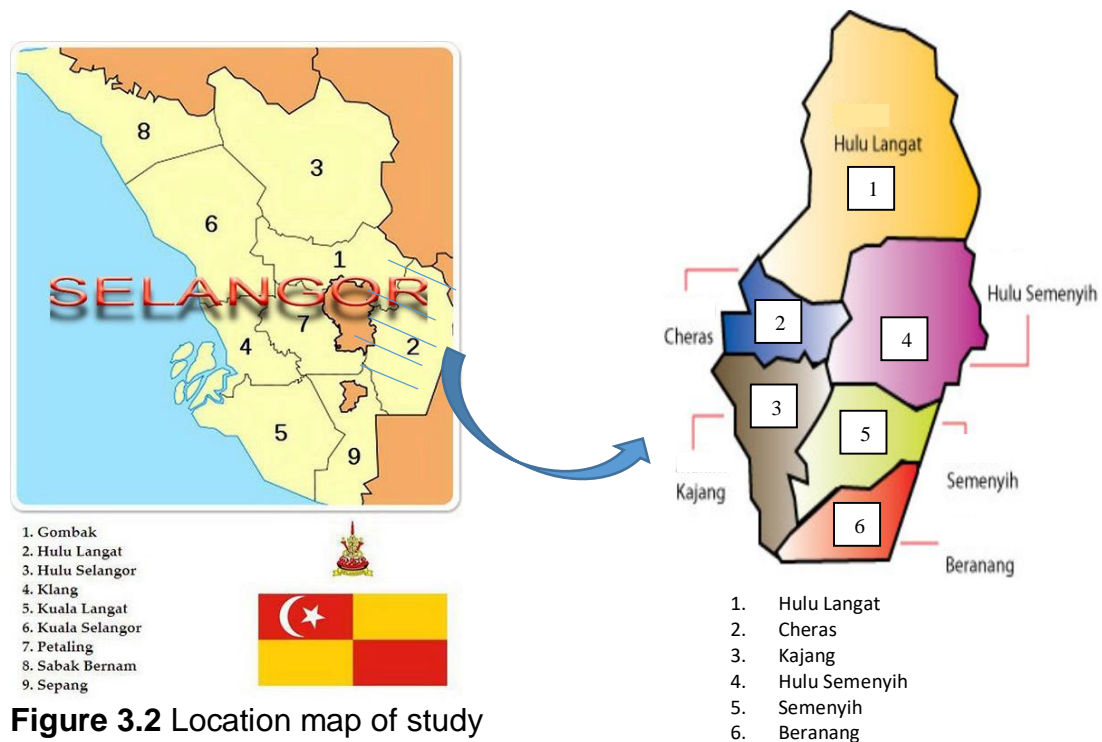 8
3
6
1
SELANGOR
7
4
2
5
9
1. Gombak
2. Hulu Langat
3. Hulu Selangor
4. Klang
5. Kuala Langat
6. Kuala Selangor
7. Petaling
8. Sabak Bernam
9. Sepang
Figure 3.2 Location map of study
Hulu Langat
1
Hulu Semenyih
Cheras
2
4
3
5
Kajang
Semenyih
6
Beranang
1. Hulu Langat
2. Cheras
3. Kajang
4. Hulu Semenyih
5. Semenyih
6. Beranang